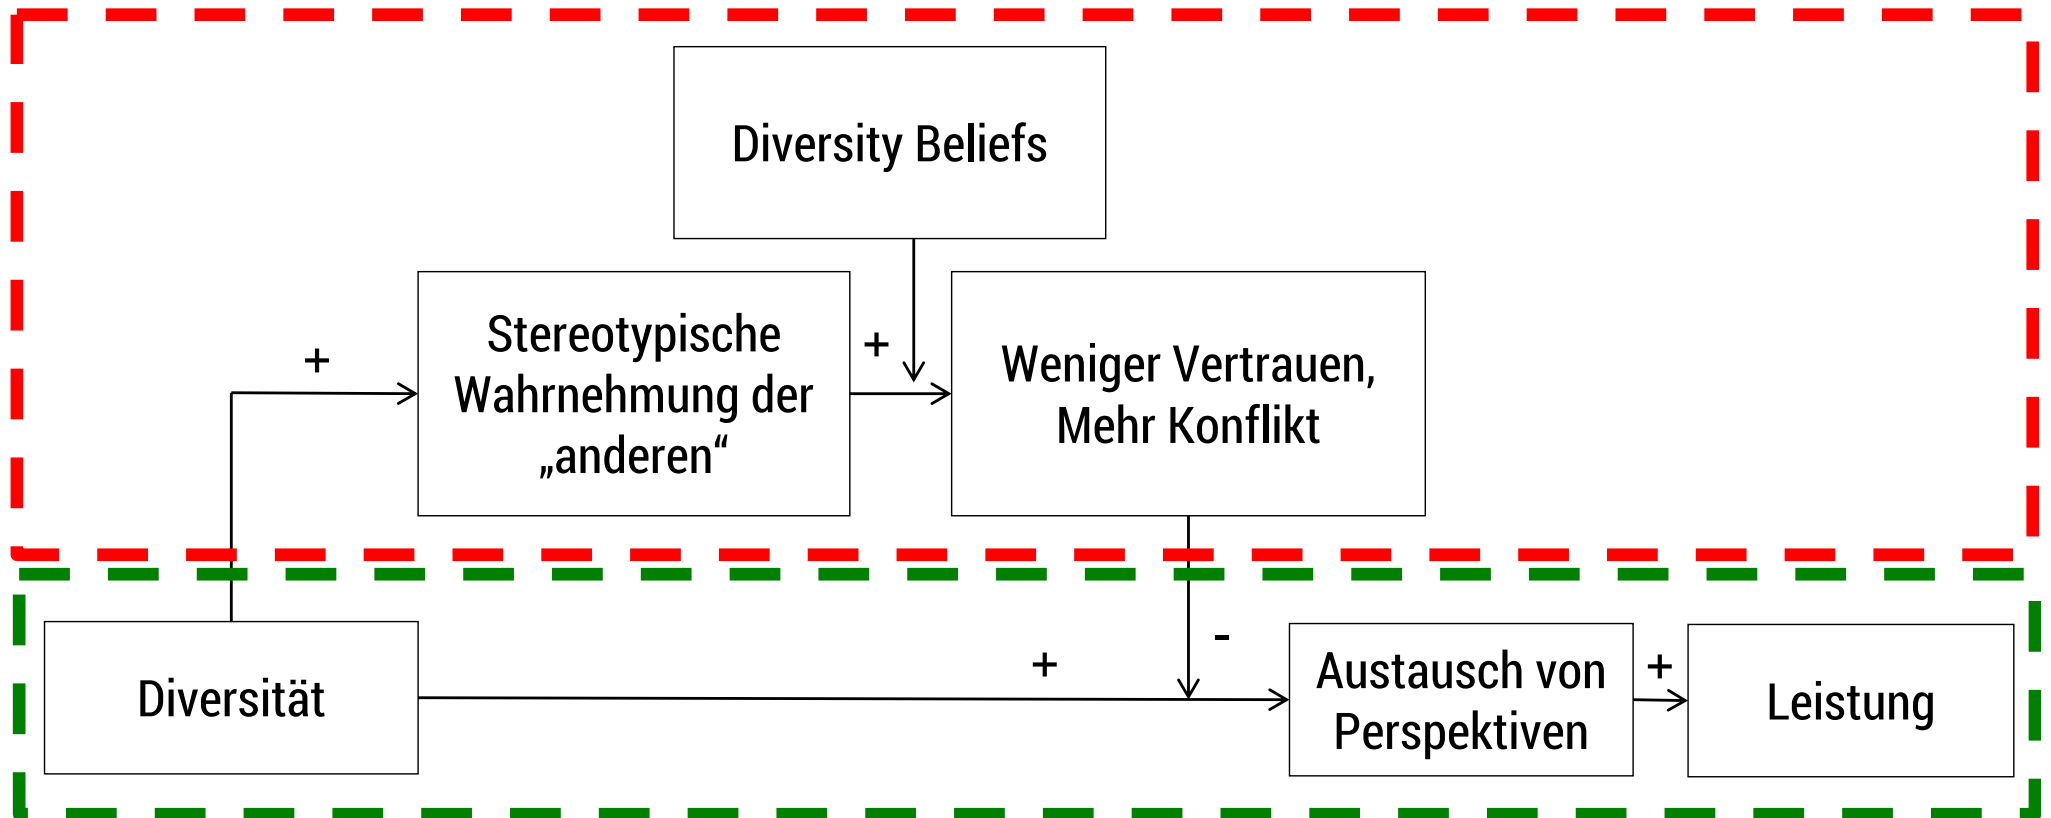 Diversity Beliefs
+
Stereotypische
Wahrnehmung der
„anderen“
+
Weniger Vertrauen,
Mehr Konflikt
Diversität
+
-
Austausch von
Perspektiven
+
Leistung